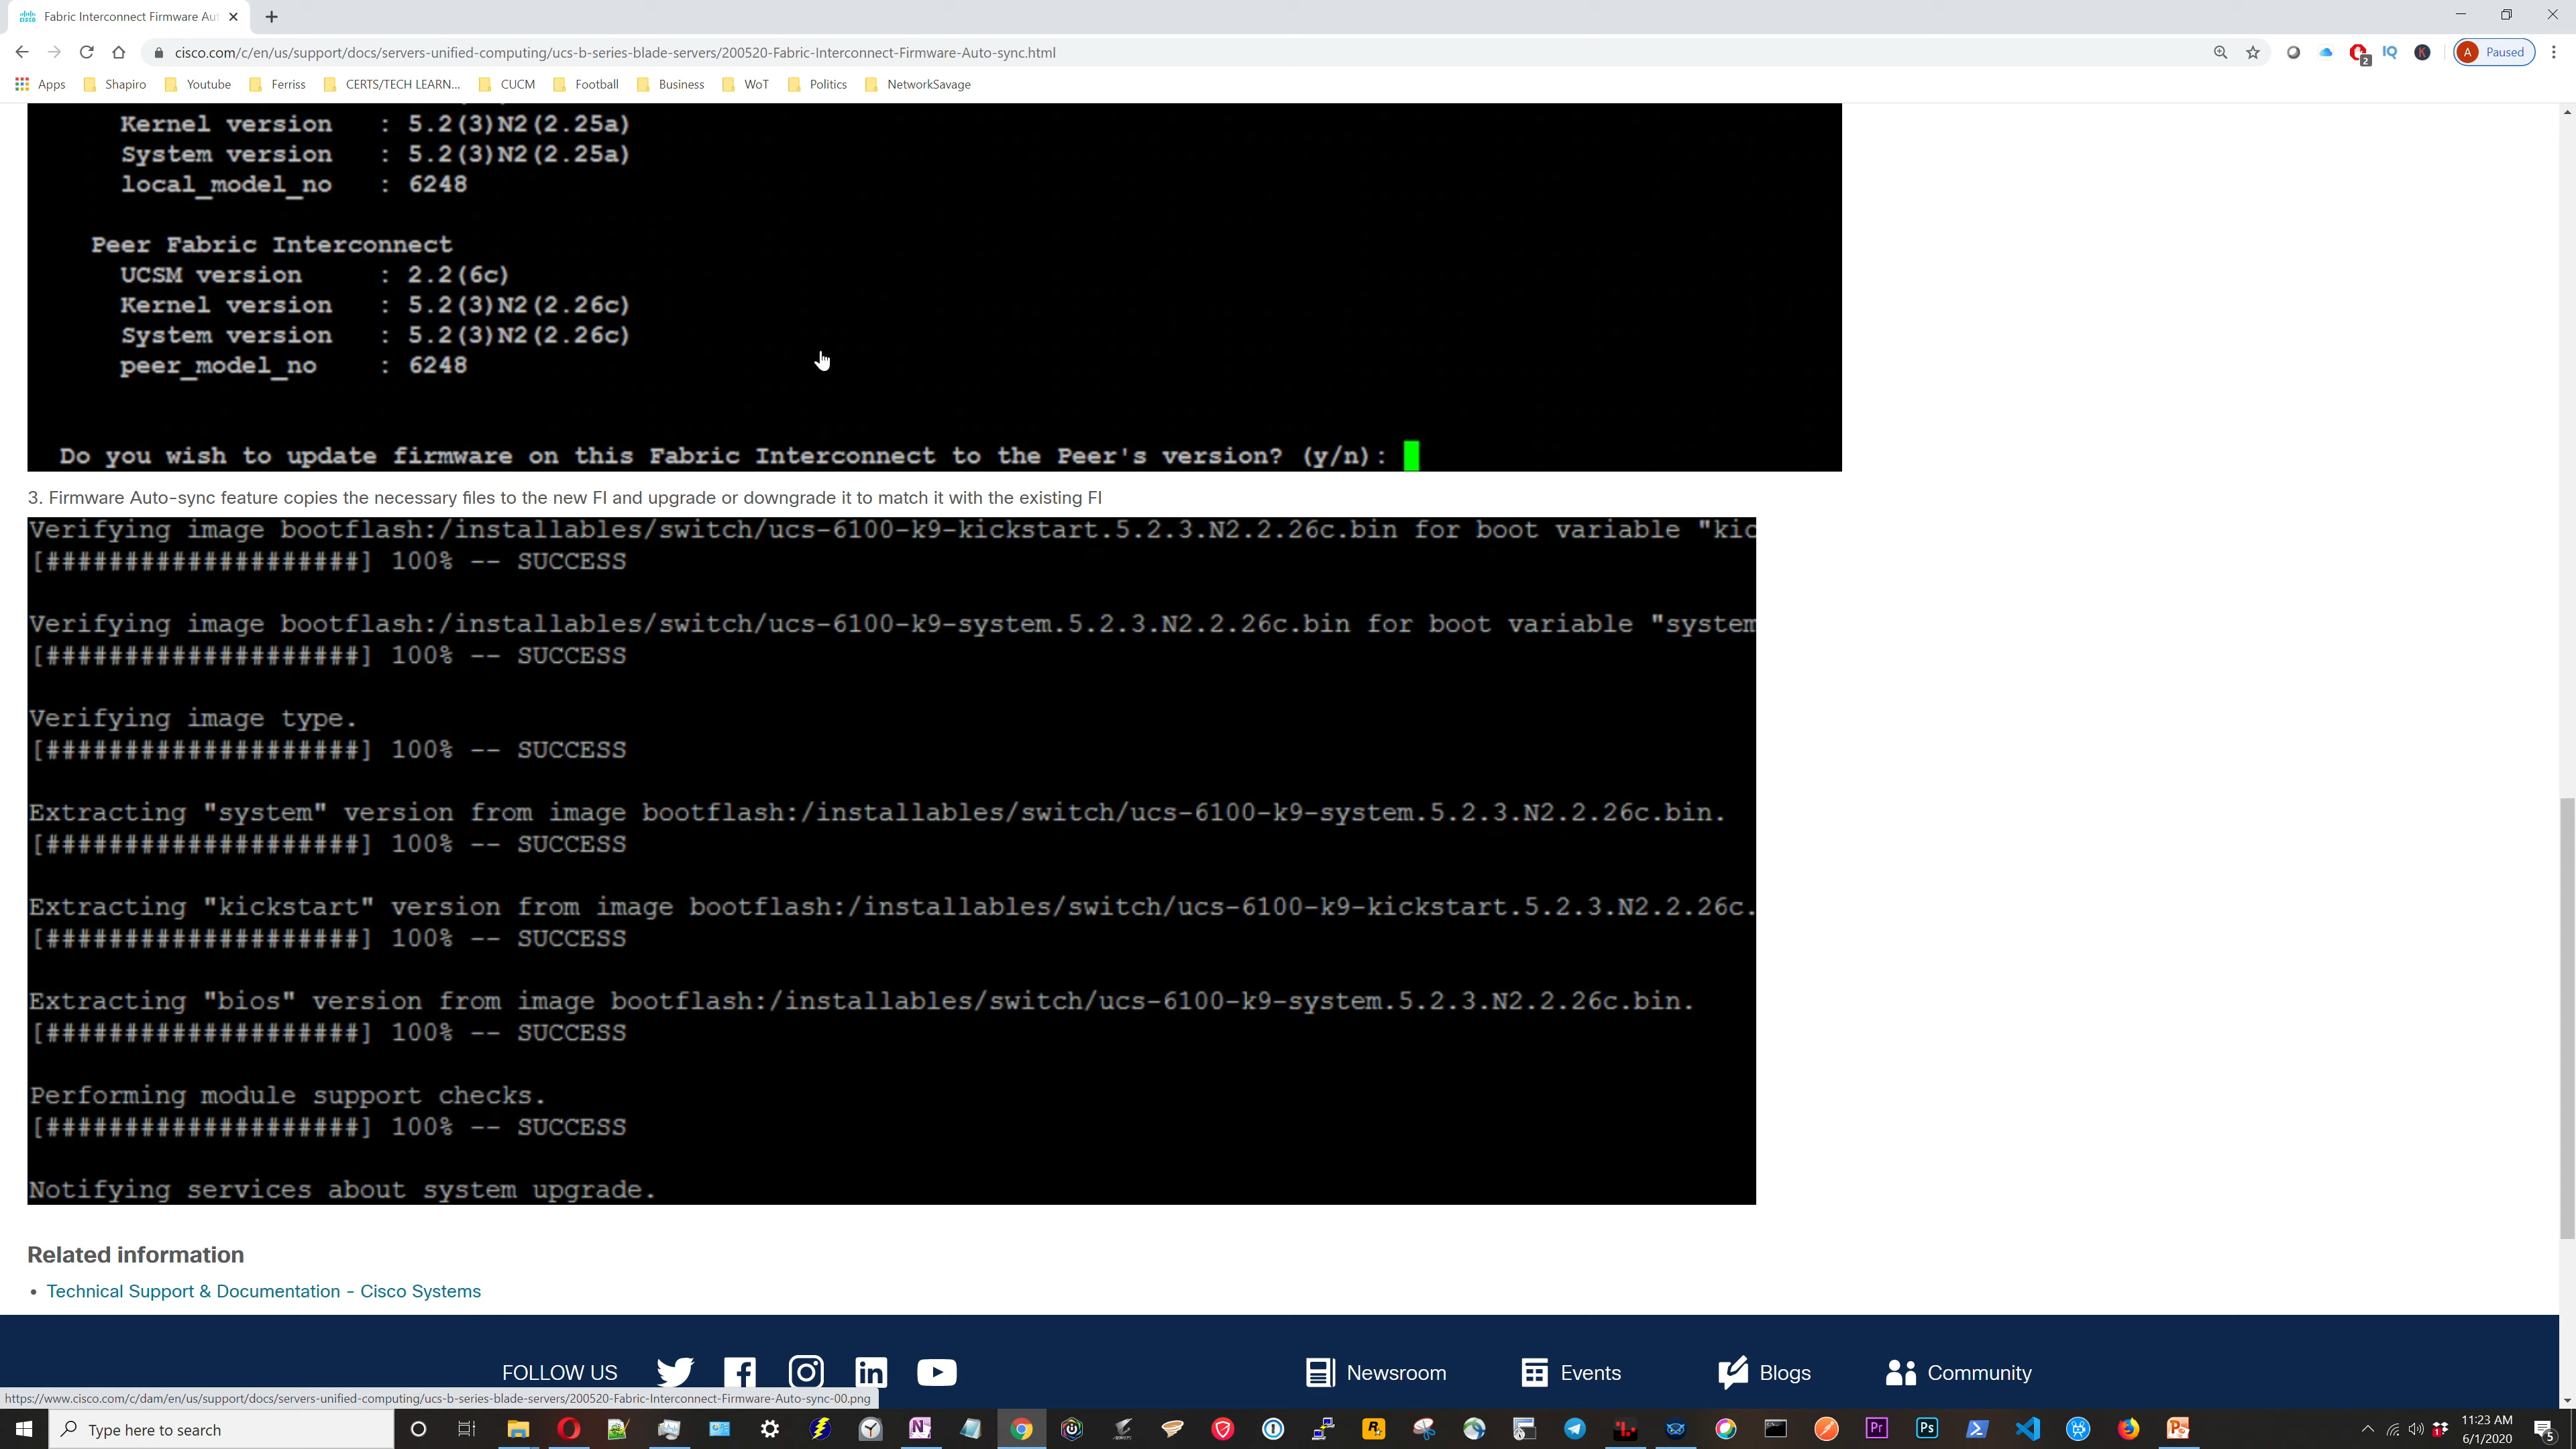 Fabric Interconnect Firmware Aut
cisco.com/c/en/us/support/docs/servers-unified-computing/ucs-b-series-blade-servers/200520-Fabric-Interconnect-Firmware-Auto-sync.html
2
IQ
K
A Paused
Apps Shapiro Youtube Ferriss CERTS/TECH LEARN... CUCM Football Business WoT Politics NetworkSavage
Kernel version : 5.2(3)N2(2.25a)
System version : 5.2(3)N2(2.25a)
local_model_no : 6248
Peer Fabric Interconnect
UCSM version : 2.2(6c)
Kernel version : 5.2(3)N2(2.26c)
System version : 5.2(3)N2(2.26c)
peer_model_no : 6248
Do you wish to update firmware on this Fabric Interconnect to the Peer's version? (y/n):
3. Firmware Auto-sync feature copies the necessary files to the new FI and upgrade or downgrade it to match it with the existing FI
Verifying image bootflash:/installables/switch/ucs-6100-k9-kickstart.5.2.3.N2.2.26c.bin for boot variable "kic
[####################] 100% -- SUCCESS
Verifying image bootflash:/installables/switch/ucs-6100-k9-system.5.2.3.N2.2.26c.bin for boot variable "system
[####################] 100% -- SUCCESS
Verifying image type.
[####################] 100% -- SUCCESS
Extracting "system" version from image bootflash:/installables/switch/ucs-6100-k9-system.5.2.3.N2.2.26c.bin.
[####################] 100% -- SUCCESS
Extracting "kickstart" version from image bootflash:/installables/switch/ucs-6100-k9-kickstart.5.2.3.N2.2.26c.
[####################] 100% -- SUCCESS
Extracting "bios" version from image bootflash:/installables/switch/ucs-6100-k9-system.5.2.3.N2.2.26c.bin.
[####################] 100% -- SUCCESS
Performing module support checks.
[####################] 100% -- SUCCESS
Notifying services about system upgrade.
Related information
• Technical Support & Documentation - Cisco Systems
FOLLOW US Newsroom Events Blogs Community
https://www.cisco.com/c/dam/en/us/support/docs/servers-unified-computing/ucs-b-series-blade-servers/200520-Fabric-Interconnect-Firmware-Auto-sync-00.png
Type here to search
Pr
Ps
11:23 AM
6/1/2020
5